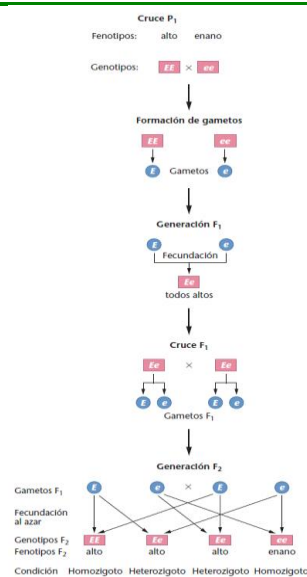 Cruce P₁
Fenotipos: alto enano
Genotipos: EE × ee
Formación de gametos
EE ee
E Gametos e
Generación F₁
E e
Fecundación
Ee
todos altos
Cruce F₁
Ee × Ee
E e E e
Gametos F₁
Generación F₂
Gametos F₁ E e × E e
Fecundación
al azar
Genotipos F₂ EE Ee Ee ee
Fenotipos F₂ alto alto alto enano
Condición Homozigoto Heterozigoto Heterozigoto Homozigoto